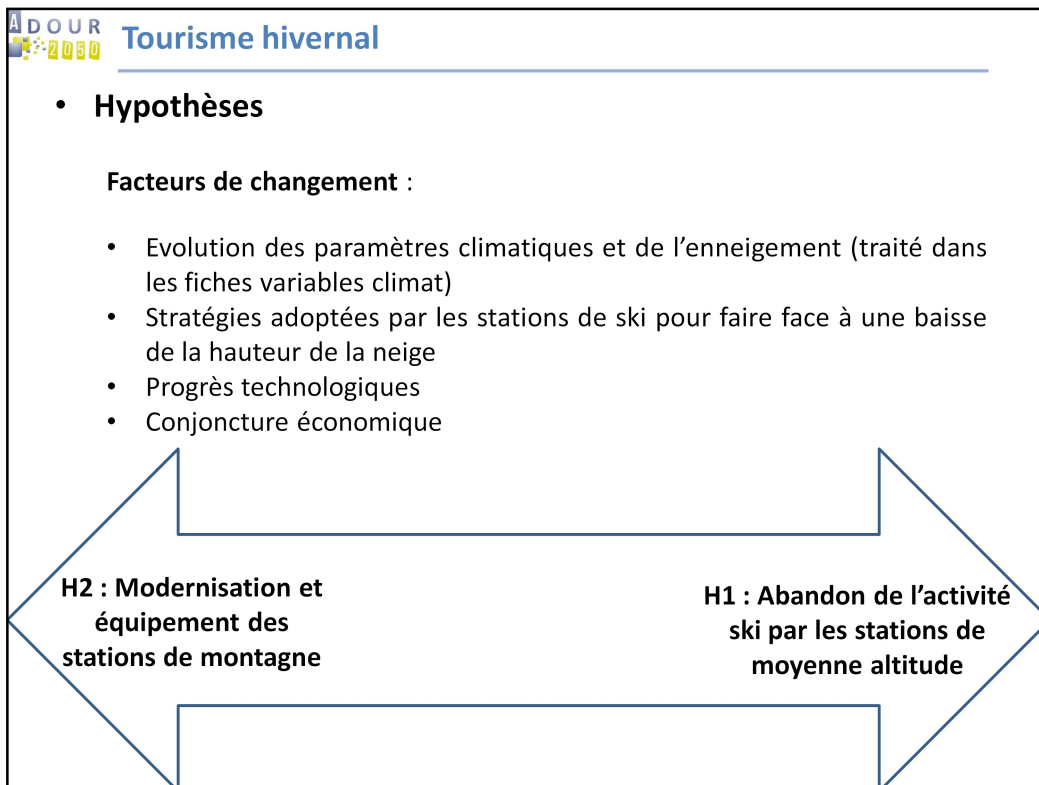 ADOUR
2050
Tourisme hivernal
• Hypothèses
Facteurs de changement :
• Evolution des paramètres climatiques et de l’enneigement (traité dans
les fiches variables climat)
• Stratégies adoptées par les stations de ski pour faire face à une baisse
de la hauteur de la neige
• Progrès technologiques
• Conjoncture économique
H2 : Modernisation et
équipement des
stations de montagne
H1 : Abandon de l’activité
ski par les stations de
moyenne altitude